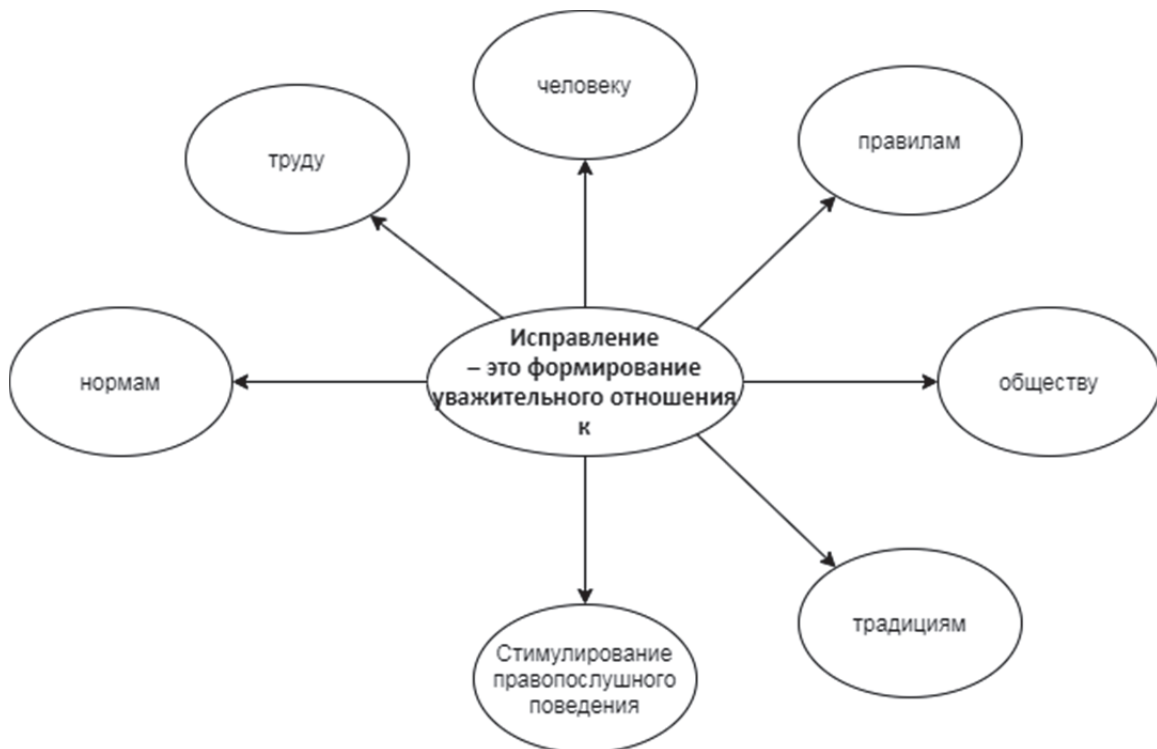 человеку
правилам
труду
Исправление
– это формирование
уважительного отношения
к
нормам
обществу
традициям
Стимулирование
правопослушного
поведения